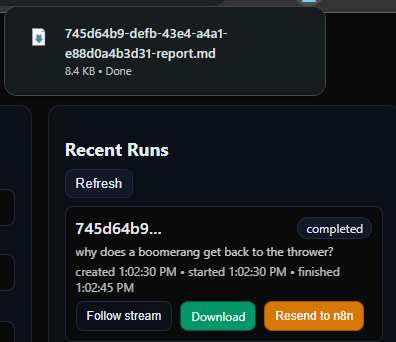 745d64b9-defb-43e4-a4a1-
e88d0a4b3d31-report.md
8.4 KB • Done
Recent Runs
Refresh
745d64b9... completed
why does a boomerang get back to the thrower?
created 1:02:30 PM • started 1:02:30 PM • finished
1:02:45 PM
Follow stream Download Resend to n8n